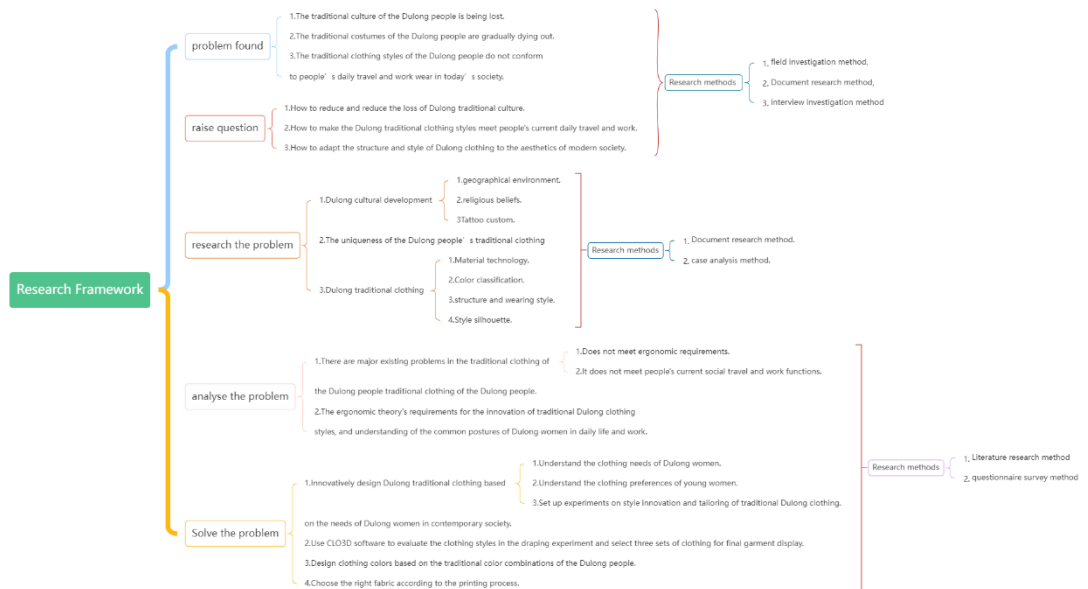 Research Framework
problem found
1.The traditional culture of the Dulong people is being lost.
2.The traditional costumes of the Dulong people are gradually dying out.
3.The traditional clothing styles of the Dulong people do not conform
to people's daily travel and work wear in today's society.
raise question
1.How to reduce and reduce the loss of Dulong traditional culture.
2.How to make the Dulong traditional clothing styles meet people's current daily travel and work.
3.How to adapt the structure and style of Dulong clothing to the aesthetics of modern society.
Research methods
1. field investigation method,
2. Document research method,
3. interview investigation method
research the problem
1.Dulong cultural development
1.geographical environment.
2.religious beliefs.
3Tattoo custom.
2.The uniqueness of the Dulong people's traditional clothing
3.Dulong traditional clothing
1.Material technology.
2.Color classification.
3.structure and wearing style.
4.Style silhouette.
Research methods
1. Document research method.
2. case analysis method.
analyse the problem
1.There are major existing problems in the traditional clothing of
1.Does not meet ergonomic requirements.
2.It does not meet people's current social travel and work functions.
the Dulong people traditional clothing of the Dulong people.
2.The ergonomic theory's requirements for the innovation of traditional Dulong clothing
styles, and understanding of the common postures of Dulong women in daily life and work.
Solve the problem
1.Innovatively design Dulong traditional clothing based
1.Understand the clothing needs of Dulong women.
2.Understand the clothing preferences of young women.
3.Set up experiments on style innovation and tailoring of traditional Dulong clothing.
on the needs of Dulong women in contemporary society.
2.Use CLO3D software to evaluate the clothing styles in the draping experiment and select three sets of clothing for final garment display.
3.Design clothing colors based on the traditional color combinations of the Dulong people.
4.Choose the right fabric according to the printing process.
Research methods
1. Literature research method
2. questionnaire survey method